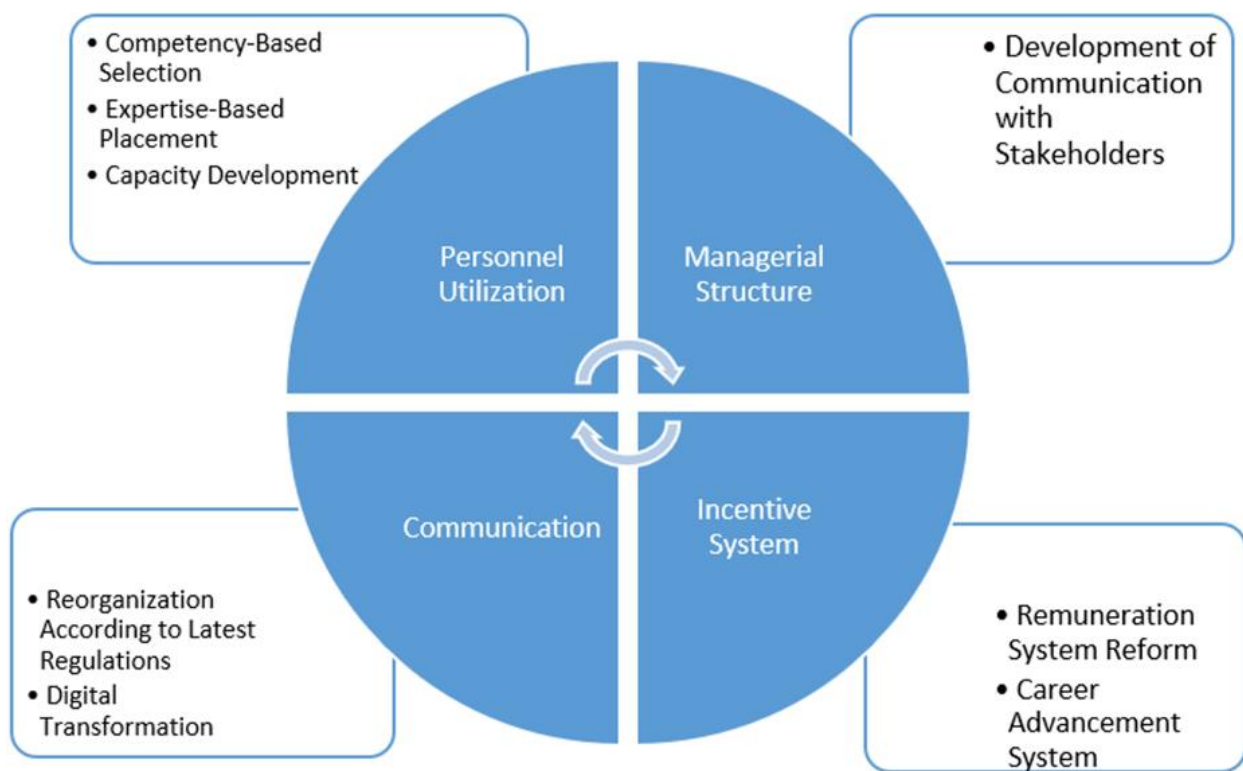 • Competency-Based
Selection
• Expertise-Based
Placement
• Capacity Development
• Development of
Communication
with
Stakeholders
Personnel
Utilization
Managerial
Structure
Communication
Incentive
System
• Reorganization
According to Latest
Regulations
• Digital
Transformation
• Remuneration
System Reform
• Career
Advancement
System